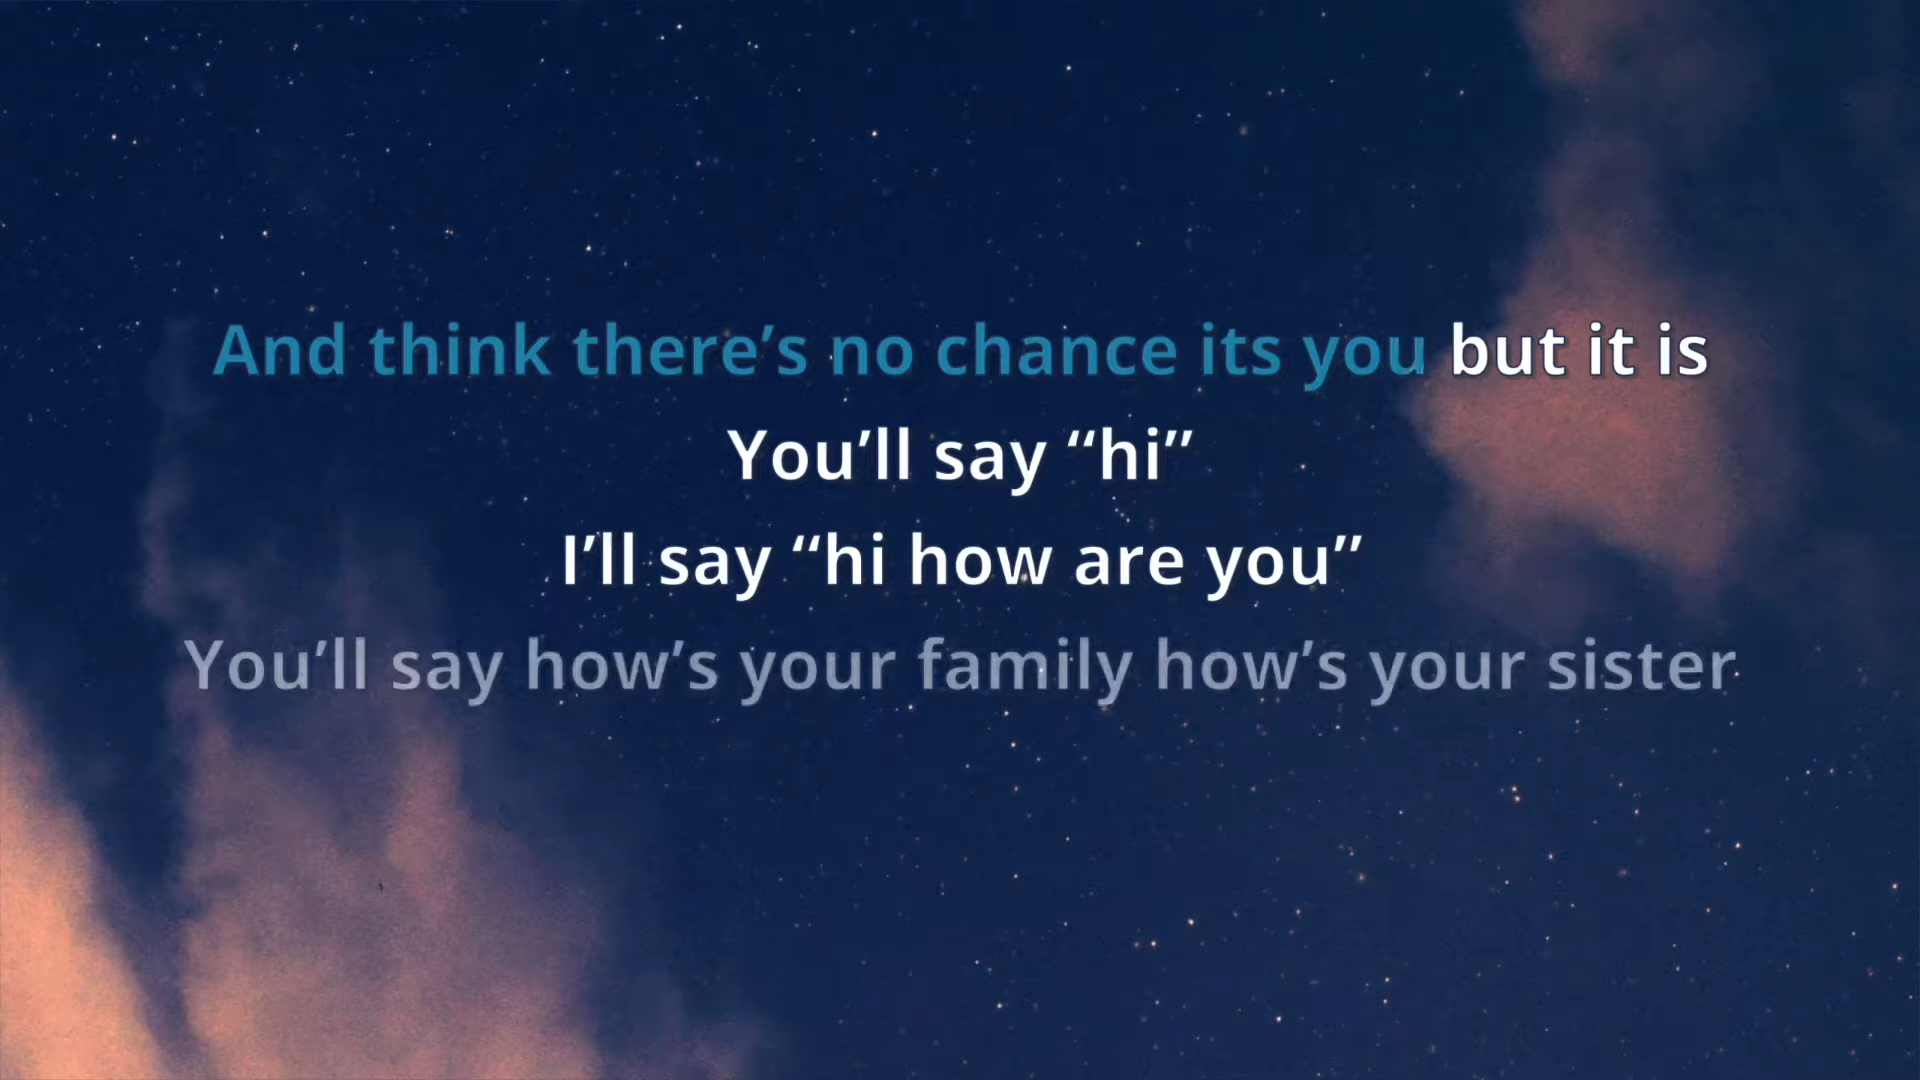 And think there’s no chance its you but it is
You’ll say “hi”
I’ll say “hi how are you”
You’ll say how’s your family how’s your sister